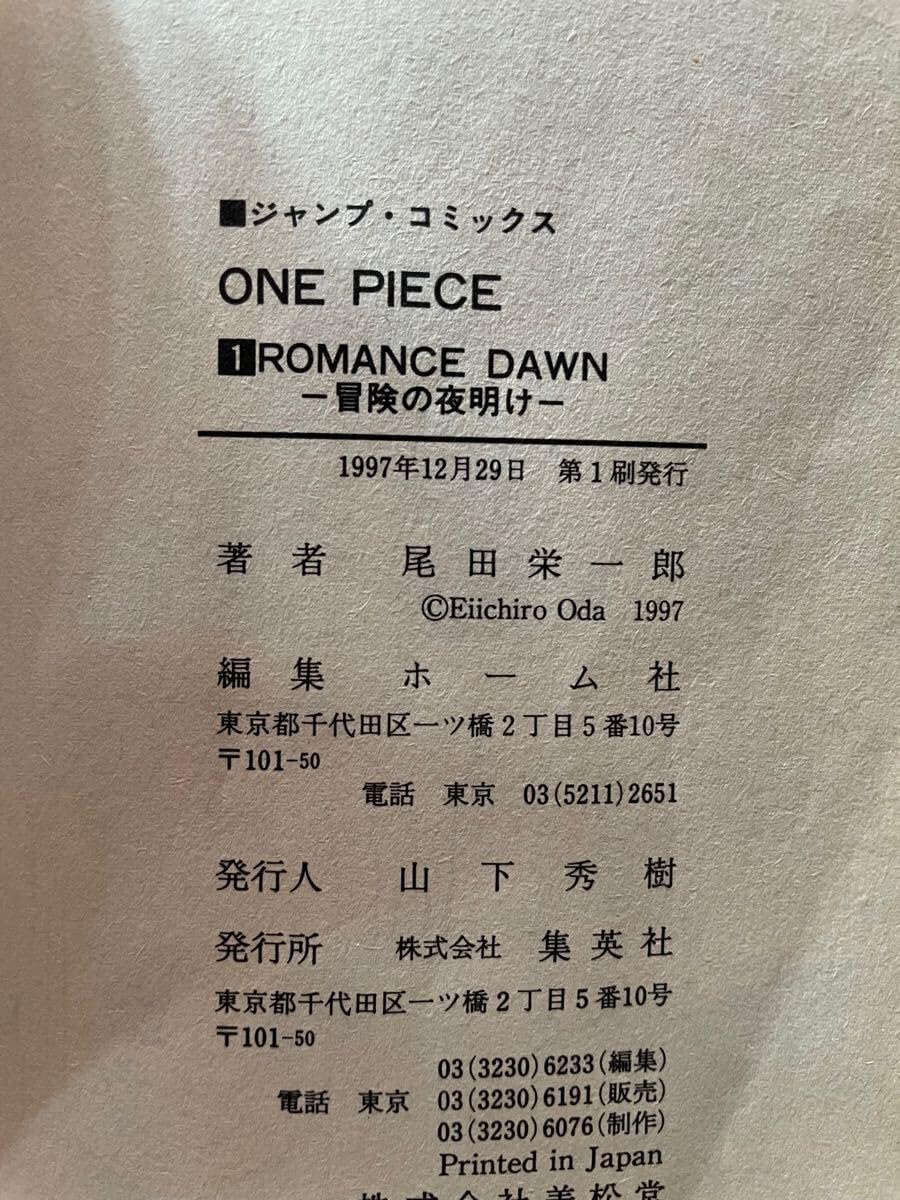 ■ジャンプ・コミックス
ONE PIECE
1 ROMANCE DAWN
―冒険の夜明け―
1997年12月29日 第1刷発行
著者 尾田栄一郎
©Eiichiro Oda 1997
編集 ホーム社
東京都千代田区一ツ橋2丁目5番10号
〒101-50
電話 東京 03(5211)2651
発行人 山下秀樹
発行所 株式会社 集英社
東京都千代田区一ツ橋2丁目5番10号
〒101-50
03(3230)6233(編集)
電話 東京 03(3230)6191(販売)
03(3230)6076(制作)
Printed in Japan
株式会社美松堂